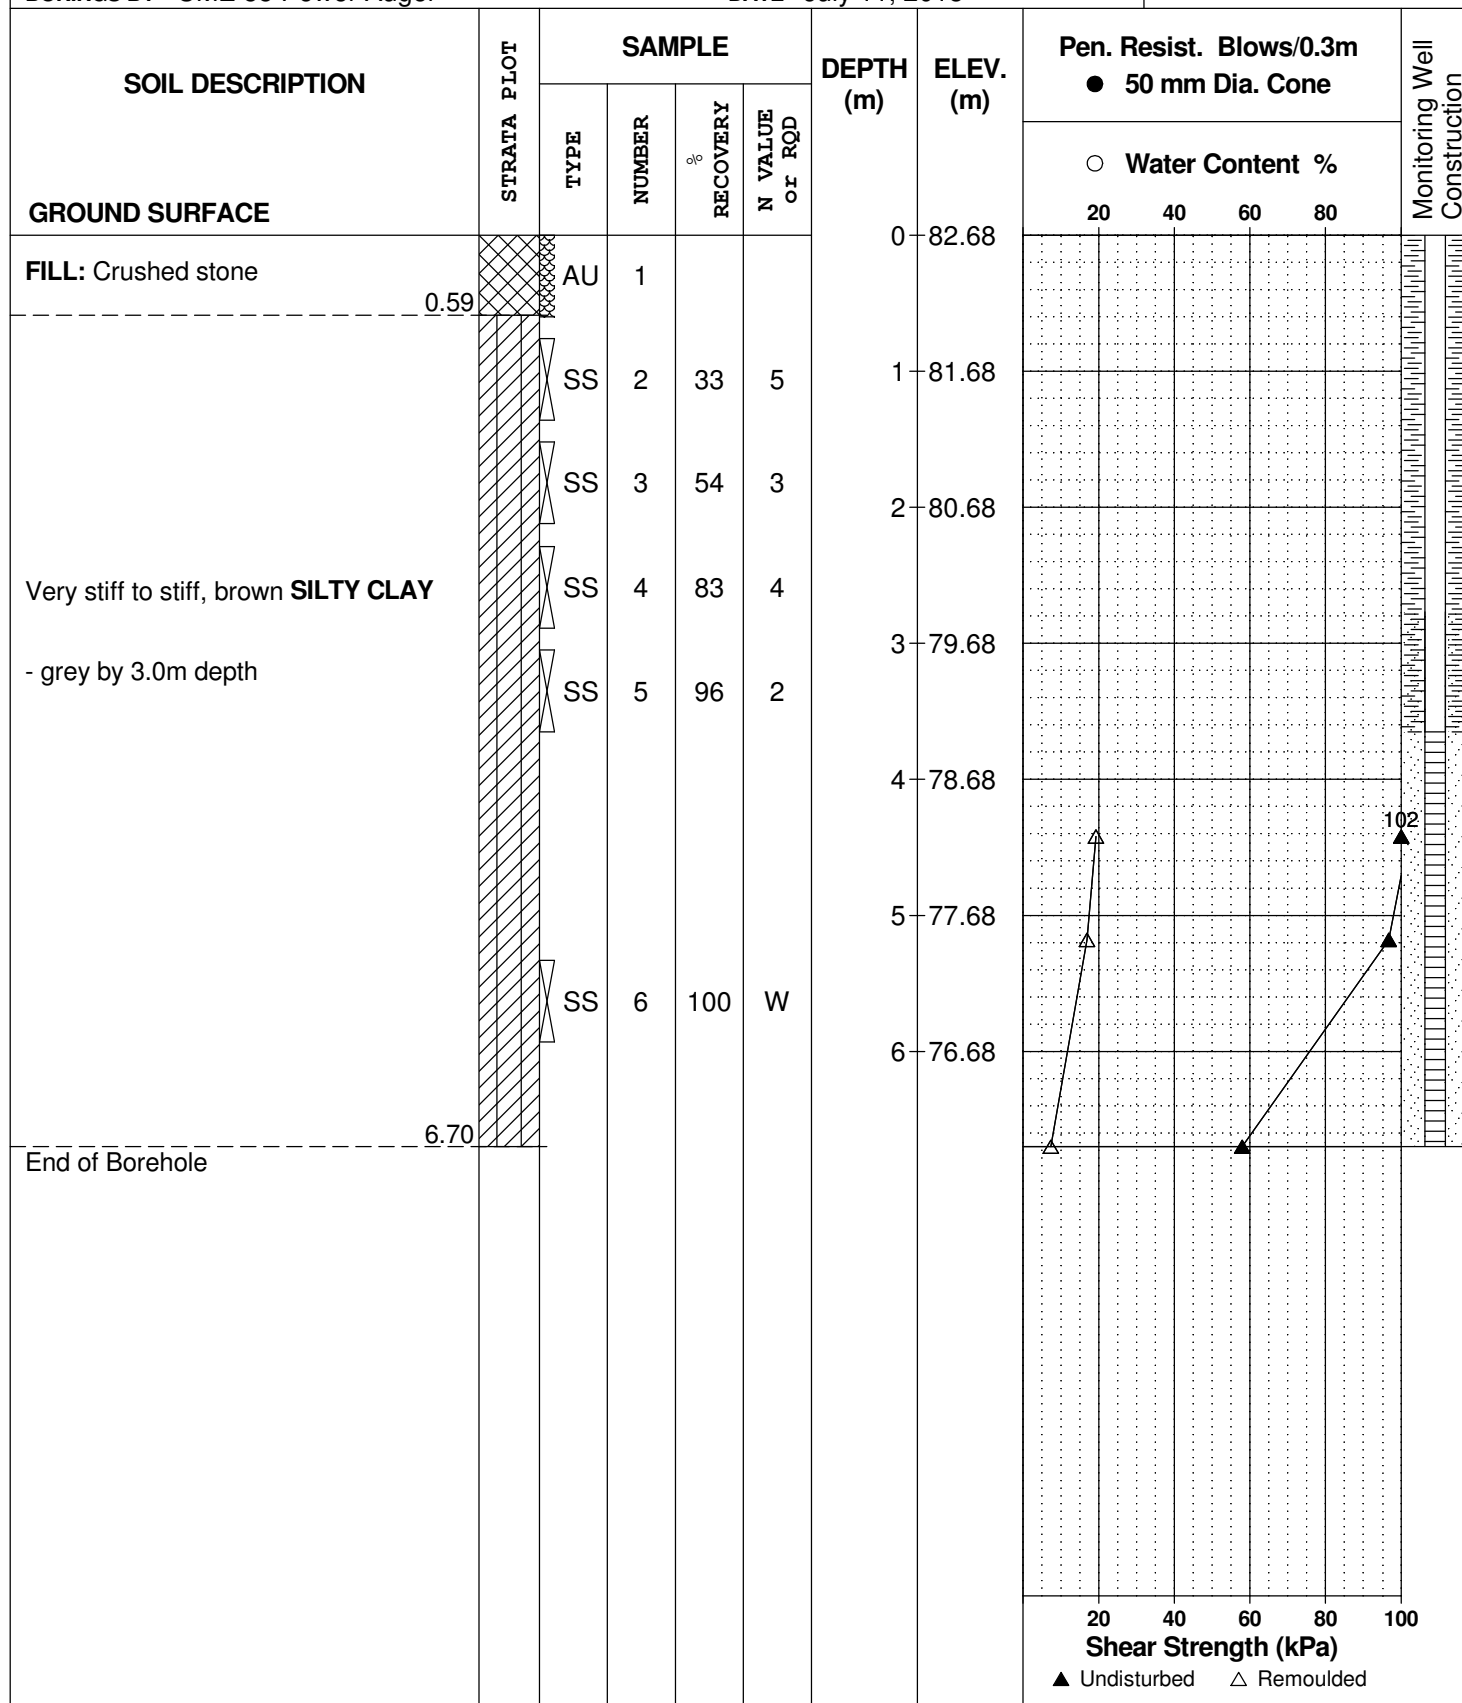 SOIL DESCRIPTION
GROUND SURFACE
STRATA PLOT
SAMPLE
TYPE
NUMBER
% RECOVERY
N VALUE or RQD
DEPTH (m)
ELEV. (m)
Pen. Resist. Blows/0.3m
● 50 mm Dia. Cone
○ Water Content %
20 40 60 80
Monitoring Well Construction
0 82.68
FILL: Crushed stone
0.59
AU 1
SS 2 33 5
1 81.68
SS 3 54 3
2 80.68
Very stiff to stiff, brown SILTY CLAY
SS 4 83 4
3 79.68
- grey by 3.0m depth
SS 5 96 2
4 78.68
102
5 77.68
SS 6 100 W
6 76.68
6.70
End of Borehole
20 40 60 80 100
Shear Strength (kPa)
▲ Undisturbed △ Remoulded